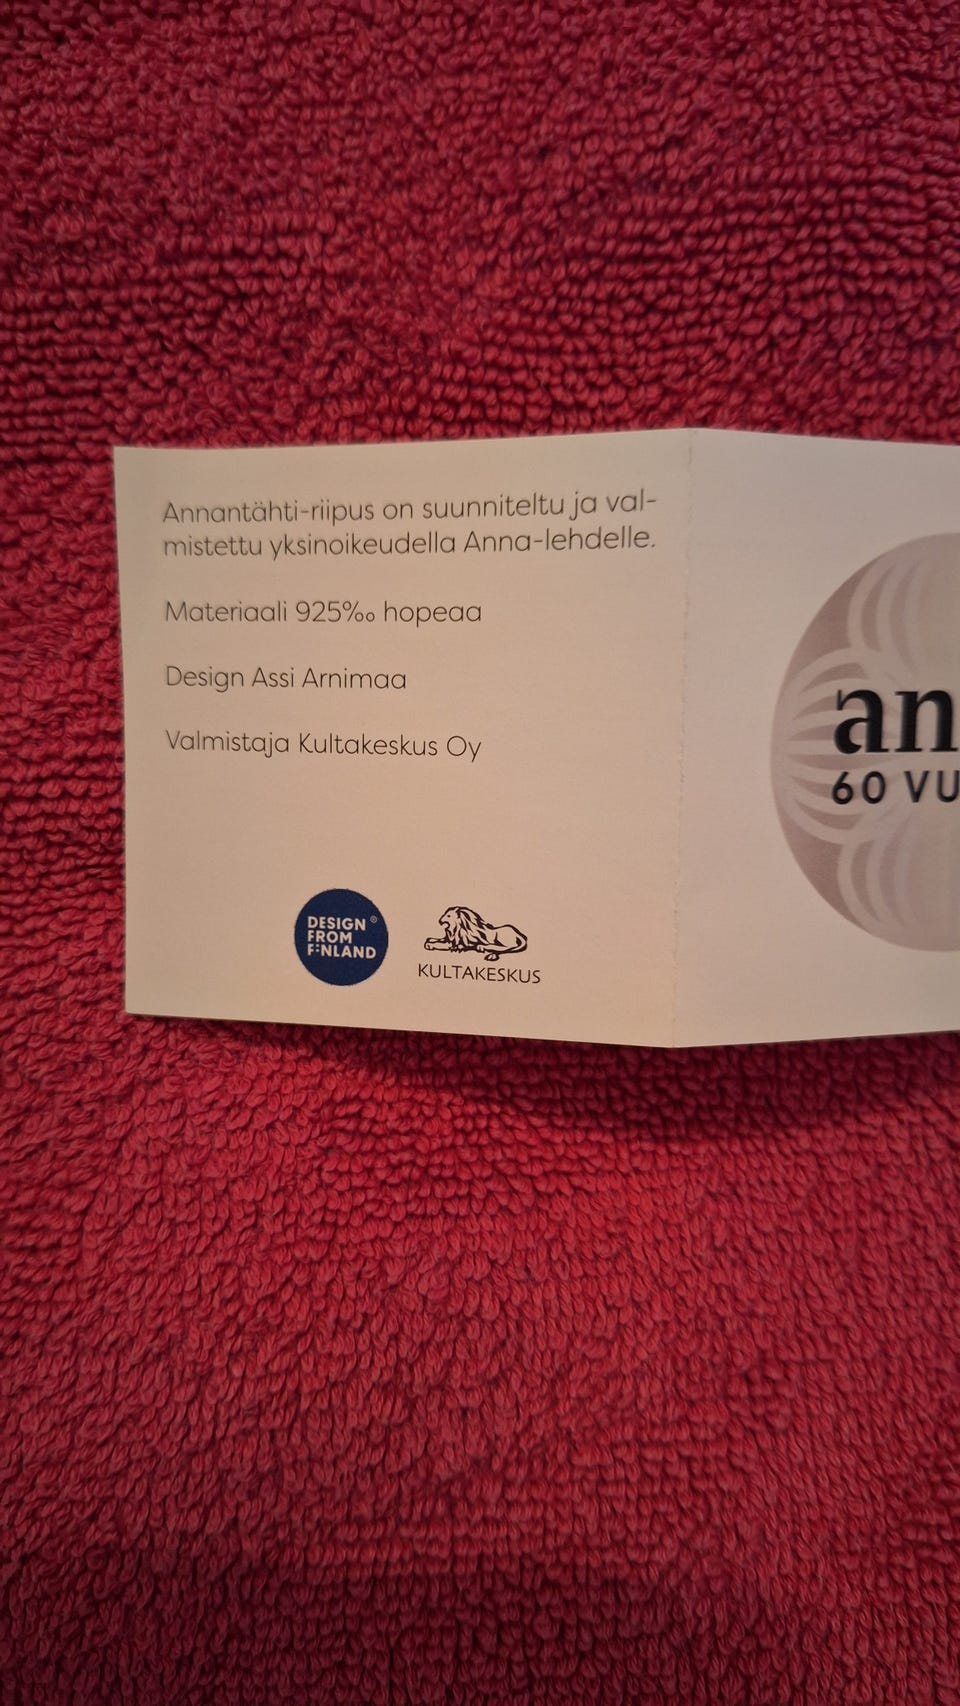 Annantähti-riipus on suunniteltu ja val-
mistettu yksinoikeudella Anna-lehdelle.
Materiaali 925‰ hopeaa
Design Assi Arnimaa
Valmistaja Kultakeskus Oy
DESIGN ®
FROM
F:NLAND
KULTAKESKUS
an
60 VU